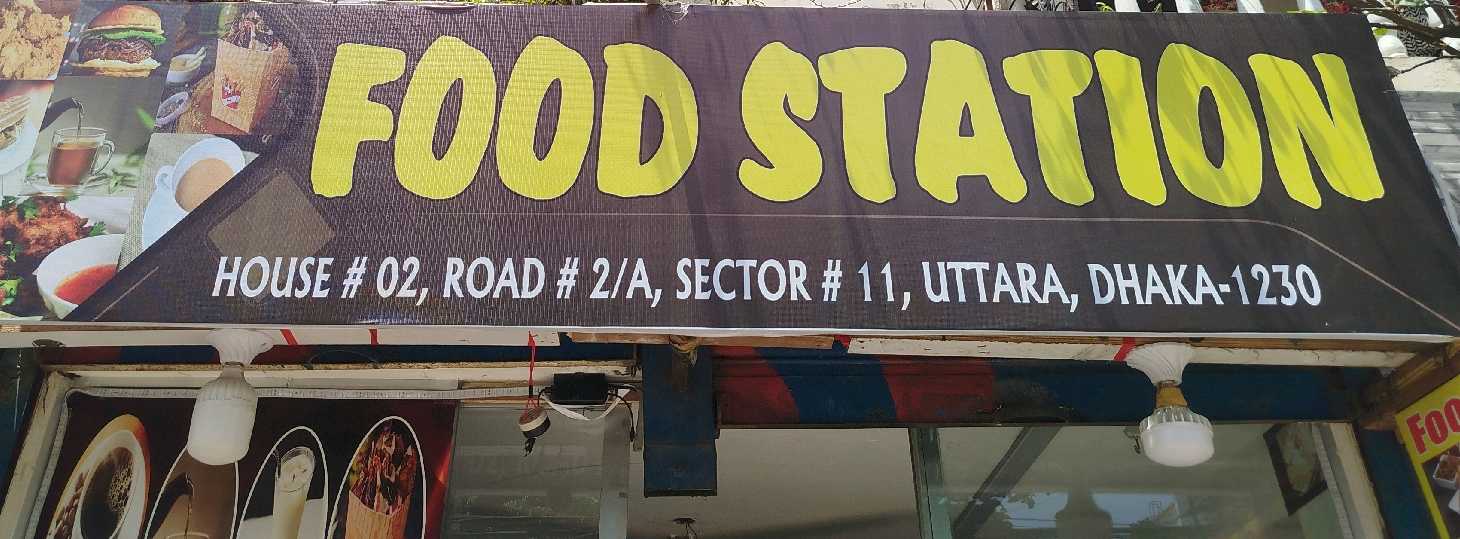 FOOD STATION
HOUSE # 02, ROAD # 2/A, SECTOR # 11, UTTARA, DHAKA-1230